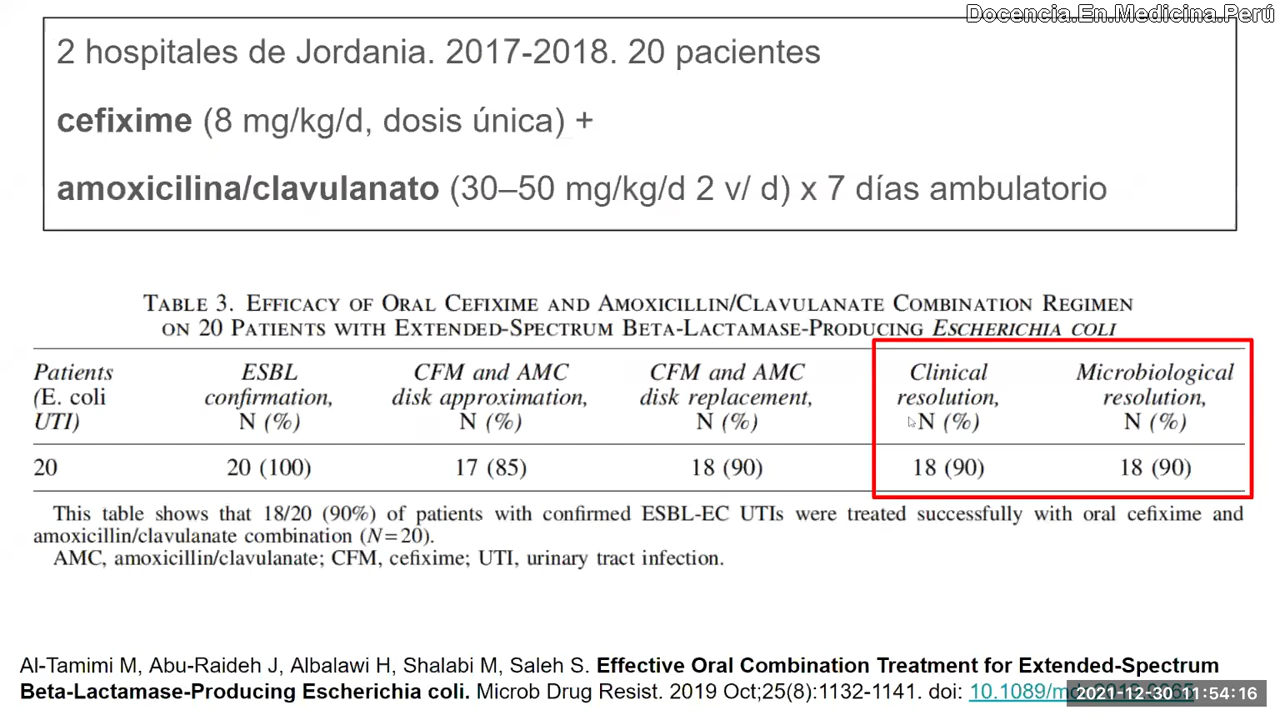 Docencia.En.Medicina.Perú
2 hospitales de Jordania. 2017-2018. 20 pacientes
cefixime (8 mg/kg/d, dosis única) +
amoxicilina/clavulanato (30–50 mg/kg/d 2 v/ d) x 7 días ambulatorio
Table 3. Efficacy of Oral Cefixime and Amoxicillin/Clavulanate Combination Regimen
on 20 Patients with Extended-Spectrum Beta-Lactamase-Producing Escherichia coli
Patients ESBL CFM and AMC CFM and AMC Clinical Microbiological
(E. coli confirmation, disk approximation, disk replacement, resolution, resolution,
UTI) N (%) N (%) N (%) N (%) N (%)
20 20 (100) 17 (85) 18 (90) 18 (90) 18 (90)
This table shows that 18/20 (90%) of patients with confirmed ESBL-EC UTIs were treated successfully with oral cefixime and
amoxicillin/clavulanate combination (N=20).
AMC, amoxicillin/clavulanate; CFM, cefixime; UTI, urinary tract infection.
Al-Tamimi M, Abu-Raideh J, Albalawi H, Shalabi M, Saleh S. Effective Oral Combination Treatment for Extended-Spectrum
Beta-Lactamase-Producing Escherichia coli. Microb Drug Resist. 2019 Oct;25(8):1132-1141. doi:
2021-12-30 11:54:16